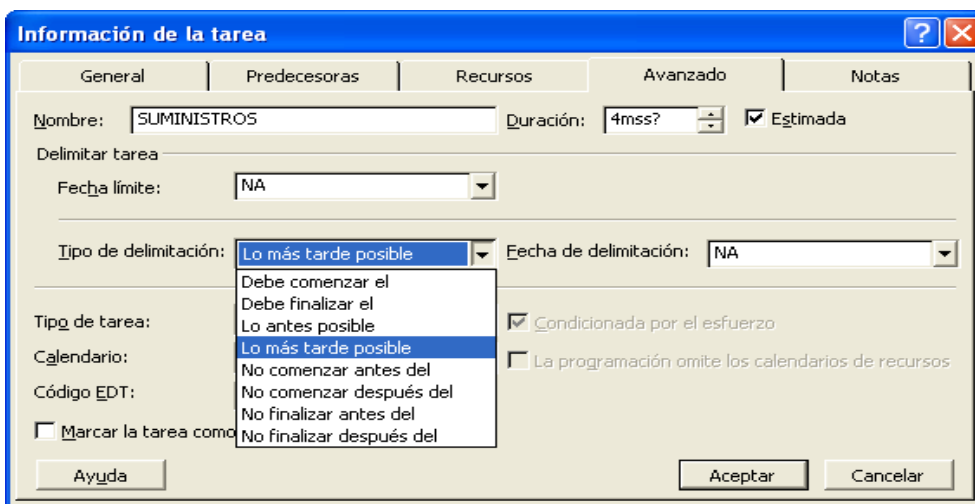 Información de la tarea
General Predecesoras Recursos Avanzado Notas
Nombre: SUMINISTROS Duración: 4mss? Estimada
Delimitar tarea
Fecha límite: NA
Tipo de delimitación: Lo más tarde posible Fecha de delimitación: NA
Debe comenzar el
Debe finalizar el
Tipo de tarea: Lo antes posible Condicionada por el esfuerzo
Calendario: Lo más tarde posible La programación omite los calendarios de recursos
No comenzar antes del
Código EDT: No comenzar después del
No finalizar antes del
Marcar la tarea como No finalizar después del
Ayuda Aceptar Cancelar